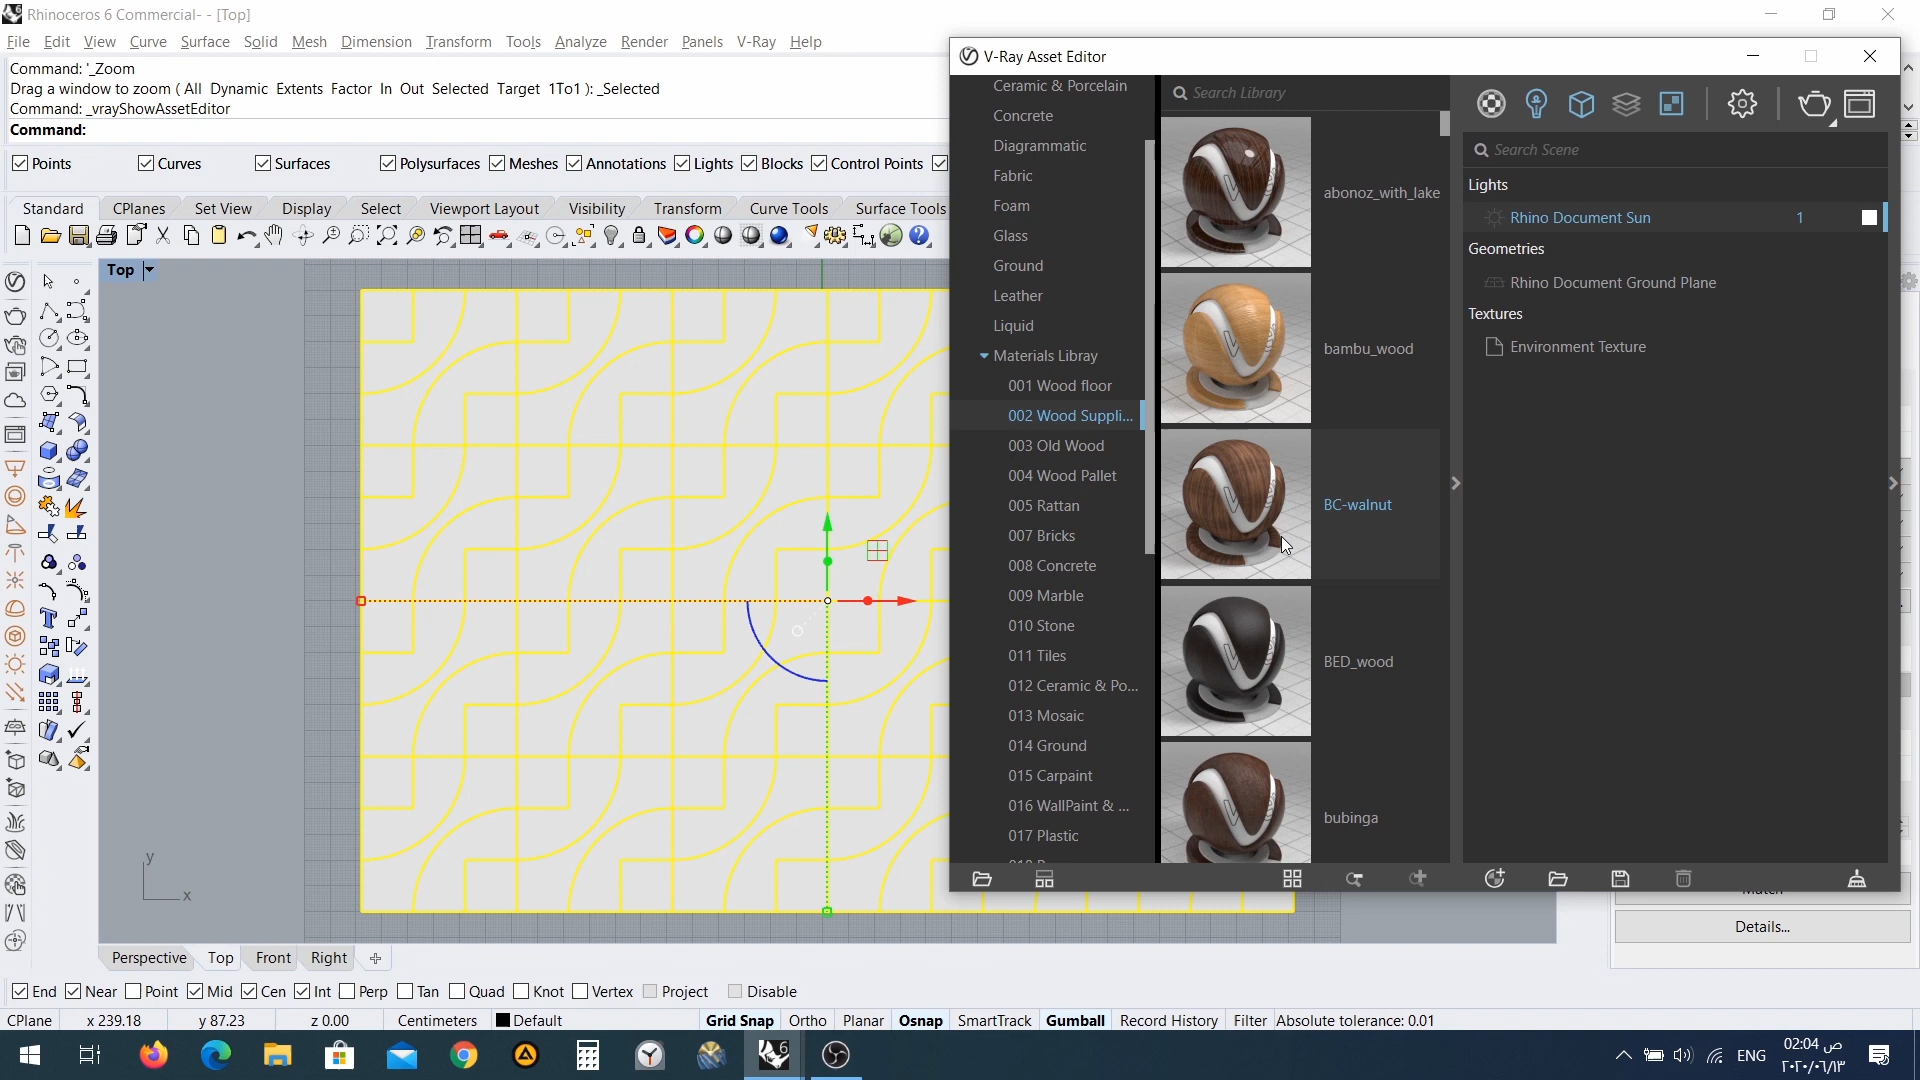 Rhinoceros 6 Commercial- - [Top]
File Edit View Curve Surface Solid Mesh Dimension Transform Tools Analyze Render Panels V-Ray Help
Command: '_Zoom
Drag a window to zoom ( All Dynamic Extents Factor In Out Selected Target 1To1 ): _Selected
Command: _vrayShowAssetEditor
Command:
Points Curves Surfaces Polysurfaces Meshes Annotations Lights Blocks Control Points
Standard CPlanes Set View Display Select Viewport Layout Visibility Transform Curve Tools Surface Tools
Top
y
x
V-Ray Asset Editor
Ceramic & Porcelain
Concrete
Diagrammatic
Fabric
Foam
Glass
Ground
Leather
Liquid
Materials Libray
001 Wood floor
002 Wood Suppli...
003 Old Wood
004 Wood Pallet
005 Rattan
007 Bricks
008 Concrete
009 Marble
010 Stone
011 Tiles
012 Ceramic & Po...
013 Mosaic
014 Ground
015 Carpaint
016 WallPaint & ...
017 Plastic
Search Library
abonoz_with_lake
bambu_wood
BC-walnut
BED_wood
bubinga
Search Scene
Lights
Rhino Document Sun 1
Geometries
Rhino Document Ground Plane
Textures
Environment Texture
Match
Details...
Perspective Top Front Right
End Near Point Mid Cen Int Perp Tan Quad Knot Vertex Project Disable
CPlane x 239.18 y 87.23 z 0.00 Centimeters Default Grid Snap Ortho Planar Osnap SmartTrack Gumball Record History Filter Absolute tolerance: 0.01
ENG
02:04 ص
٢٠٢٠/٠٦/١٣